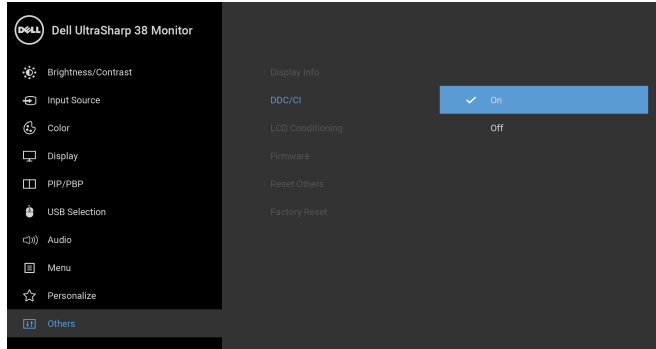 DELL
Dell UltraSharp 38 Monitor
Brightness/Contrast
Input Source
Color
Display
PIP/PBP
USB Selection
Audio
Menu
Personalize
Others
Display Info
DDC/CI
LCD Conditioning
Firmware
Reset Others
Factory Reset
On
Off